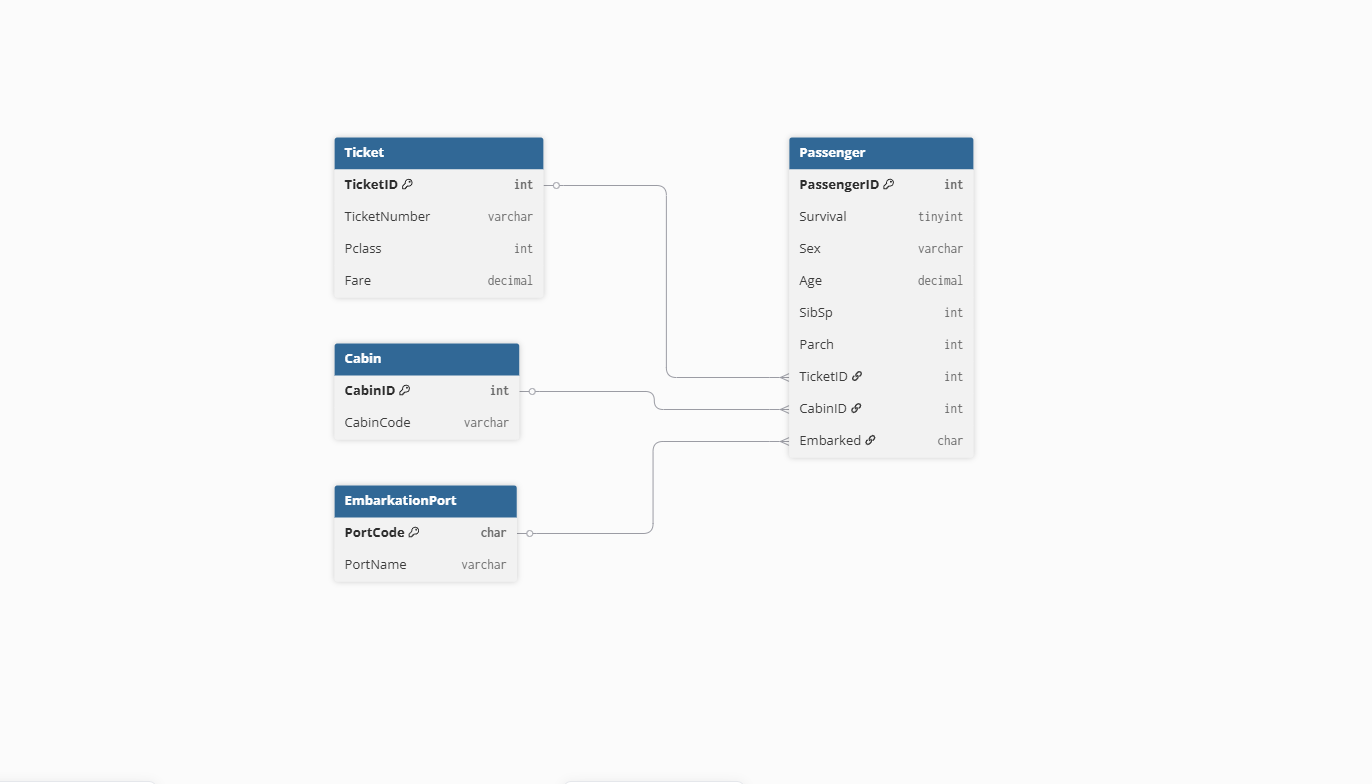 Ticket
TicketID int
TicketNumber varchar
Pclass int
Fare decimal
Cabin
CabinID int
CabinCode varchar
EmbarkationPort
PortCode char
PortName varchar
Passenger
PassengerID int
Survival tinyint
Sex varchar
Age decimal
SibSp int
Parch int
TicketID int
CabinID int
Embarked char